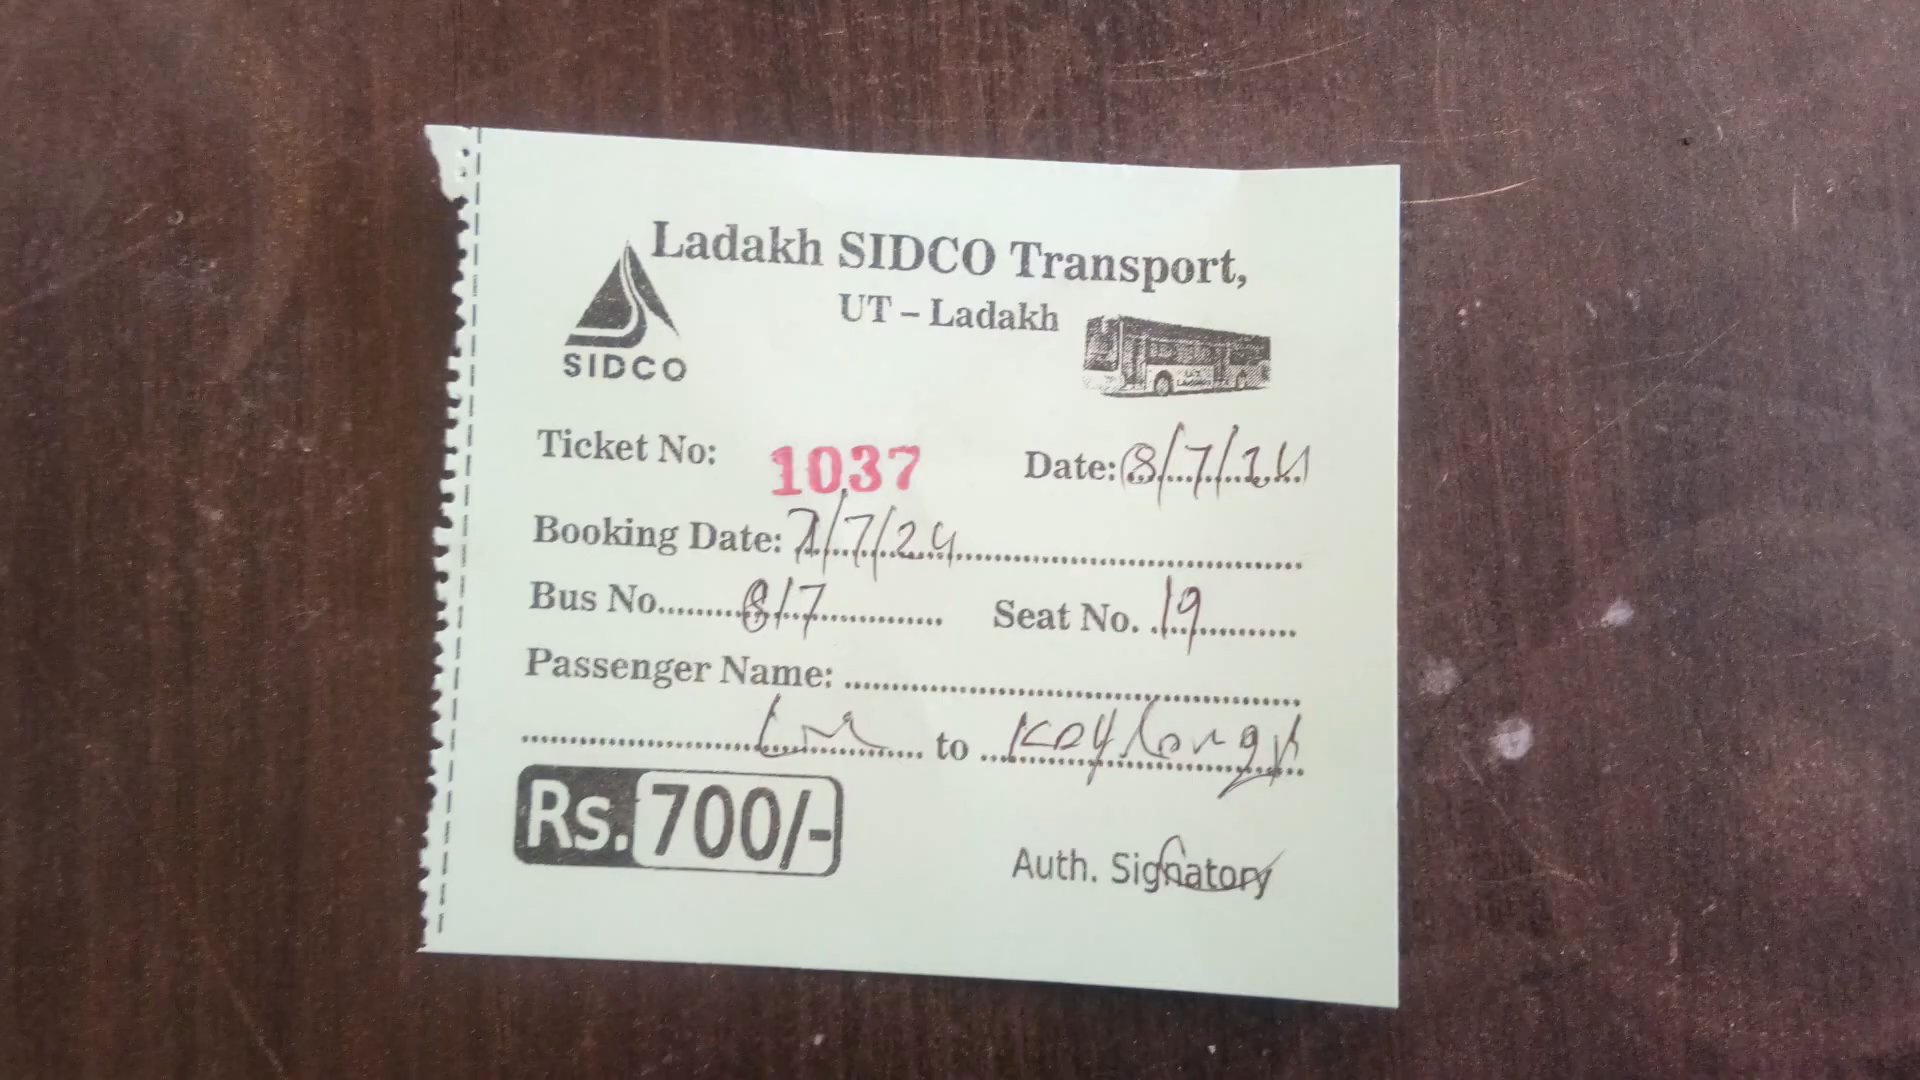 Ladakh SIDCO Transport,
UT – Ladakh
SIDCO
Ticket No: 1037 Date: 8/7/24
Booking Date: 7/7/24
Bus No. 8/7 Seat No. 19
Passenger Name:
to Keylong
Rs. 700/-
Auth. Signatory